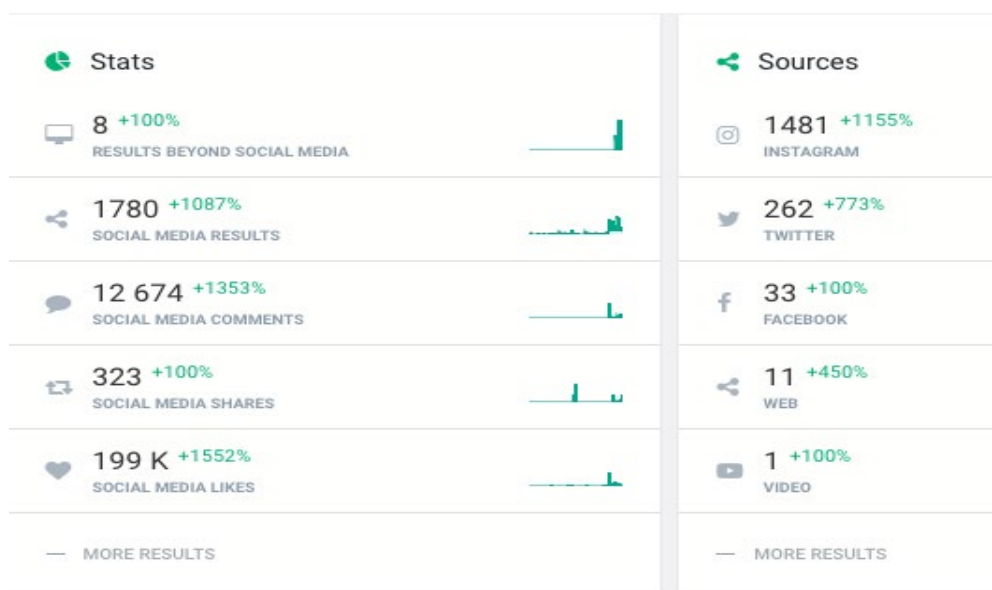 Stats
8 +100%
RESULTS BEYOND SOCIAL MEDIA
1780 +1087%
SOCIAL MEDIA RESULTS
12 674 +1353%
SOCIAL MEDIA COMMENTS
323 +100%
SOCIAL MEDIA SHARES
199 K +1552%
SOCIAL MEDIA LIKES
MORE RESULTS
Sources
1481 +1155%
INSTAGRAM
262 +773%
TWITTER
33 +100%
FACEBOOK
11 +450%
WEB
1 +100%
VIDEO
MORE RESULTS